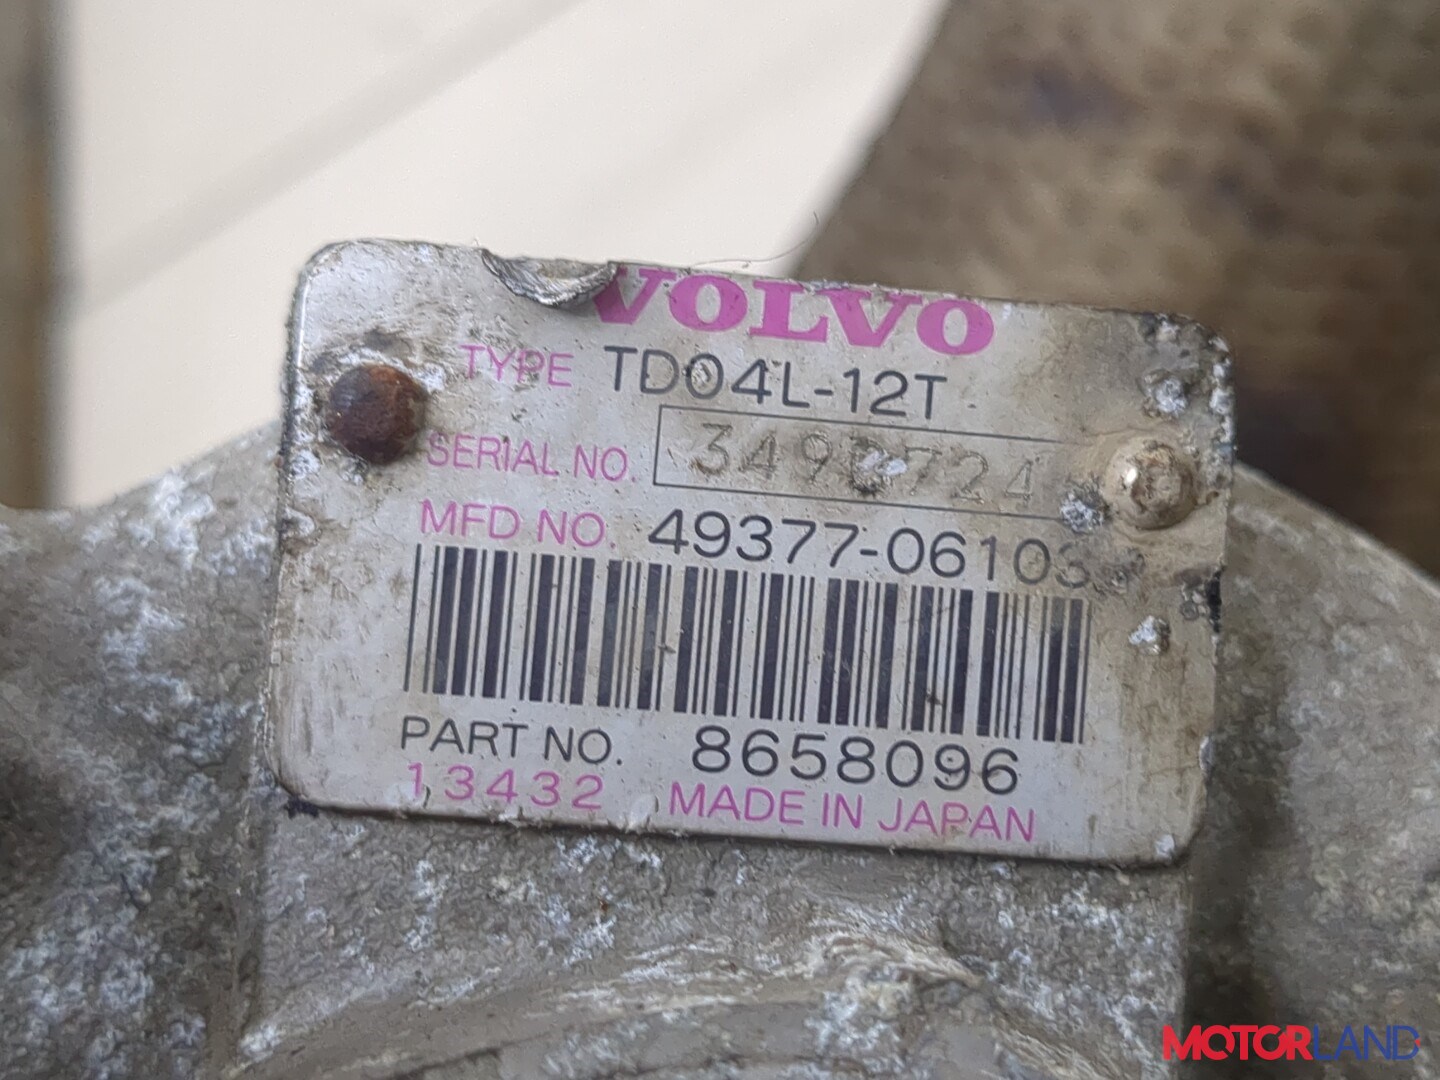 VOLVO
TYPE TD04L-12T
SERIAL NO.
MFD NO. 49377-06103
PART NO. 8658096
13432 MADE IN JAPAN
MOTORLAND